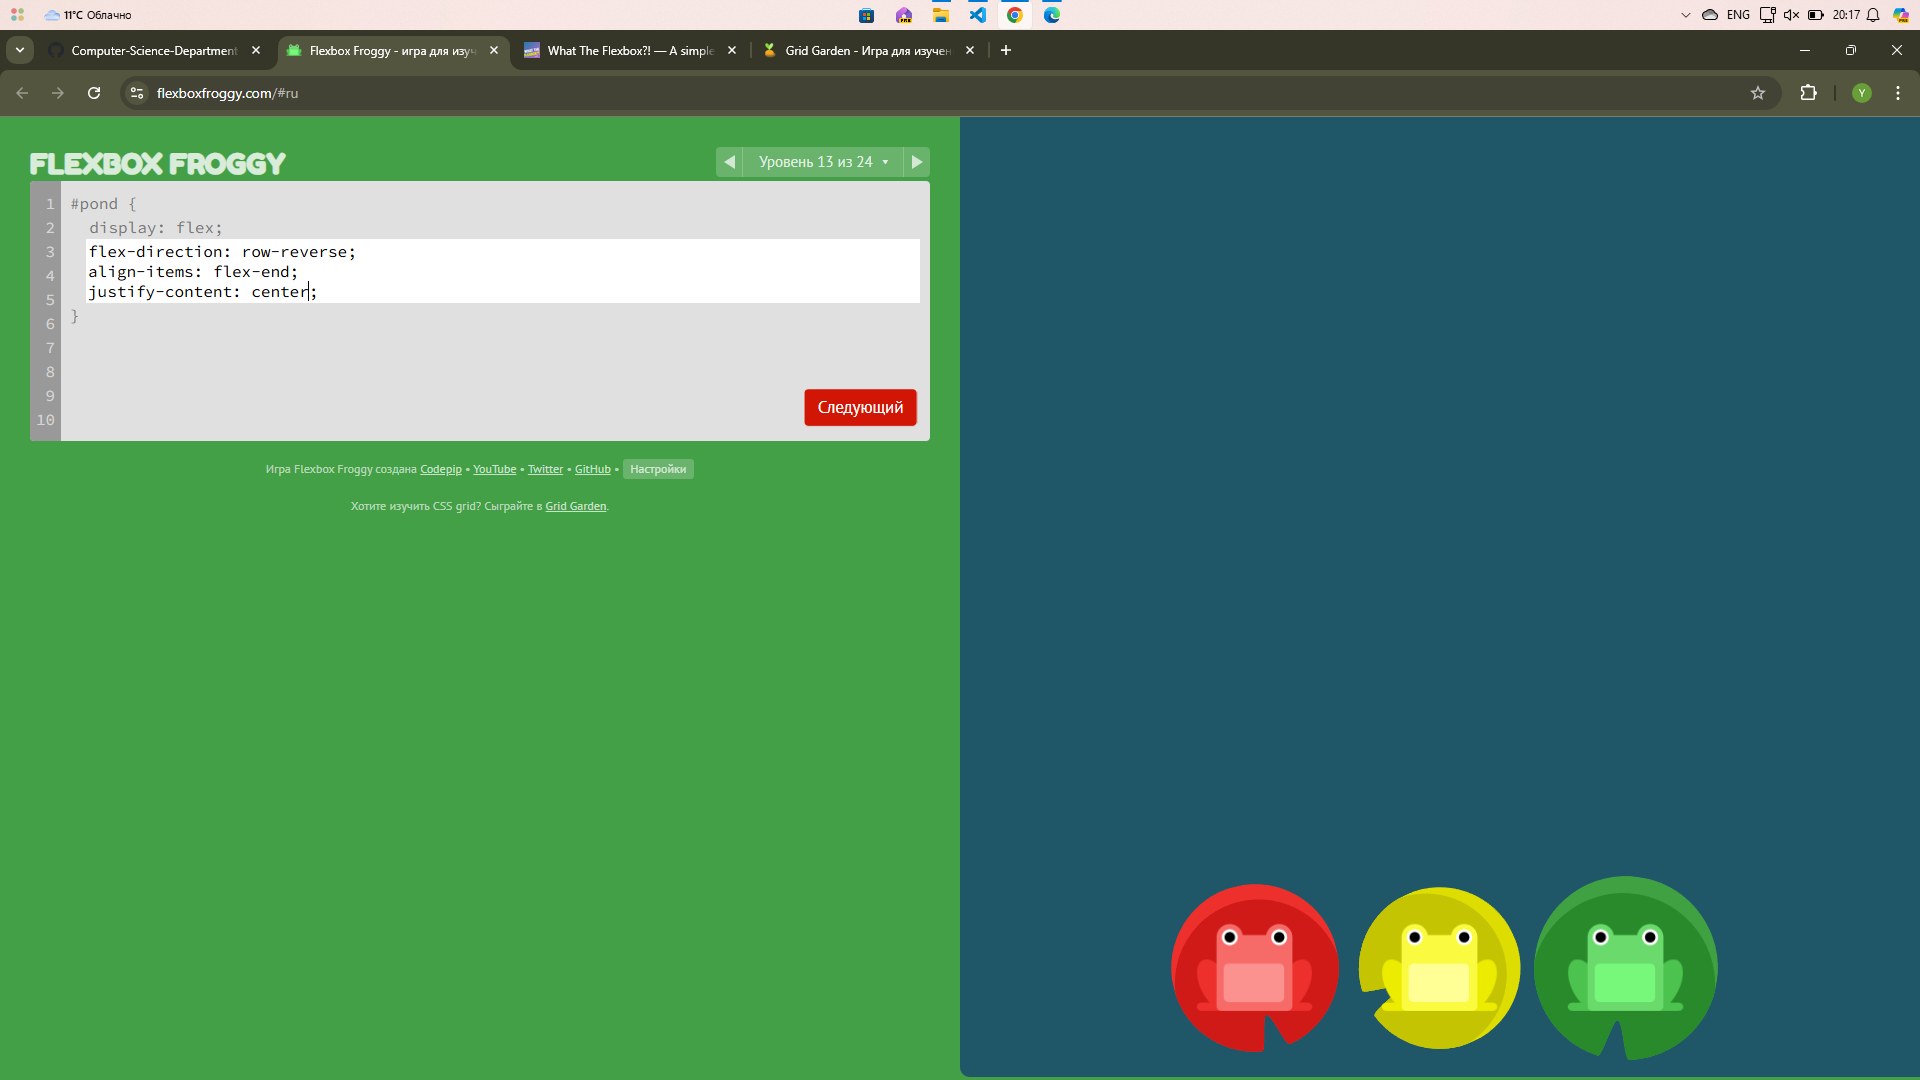 11°C Облачно
ENG
20:17
Computer-Science-Department
Flexbox Froggy - игра для изуч
What The Flexbox?! — A simple
Grid Garden - Игра для изучен
flexboxfroggy.com/#ru
Y
FLEXBOX FROGGY
Уровень 13 из 24
1 #pond {
2 display: flex;
3 flex-direction: row-reverse;
4 align-items: flex-end;
5 justify-content: center;
6 }
7
8
9
10
Следующий
Игра Flexbox Froggy создана Codepip • YouTube • Twitter • GitHub • Настройки
Хотите изучить CSS grid? Сыграйте в Grid Garden.